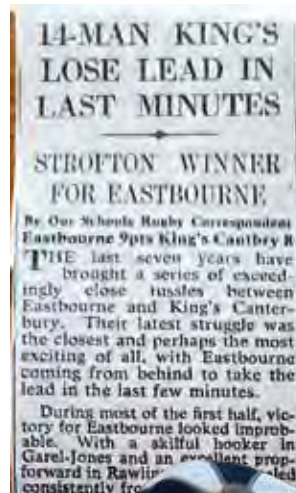 14-MAN KING'S
LOSE LEAD IN
LAST MINUTES
STROFTON WINNER
FOR EASTBOURNE
By Our Schools Rugby Correspondent
Eastbourne 9pts King's Cantbry 8
THE last seven years have
brought a series of exceed-
ingly close tussles between
Eastbourne and King's Canter-
bury. Their latest struggle was
the closest and perhaps the most
exciting of all, with Eastbourne
coming from behind to take the
lead in the last few minutes.
During most of the first half, vic-
tory for Eastbourne looked improb-
able. With a skilful hooker in
Garel-Jones and an excellent prop-
forward in
consistently